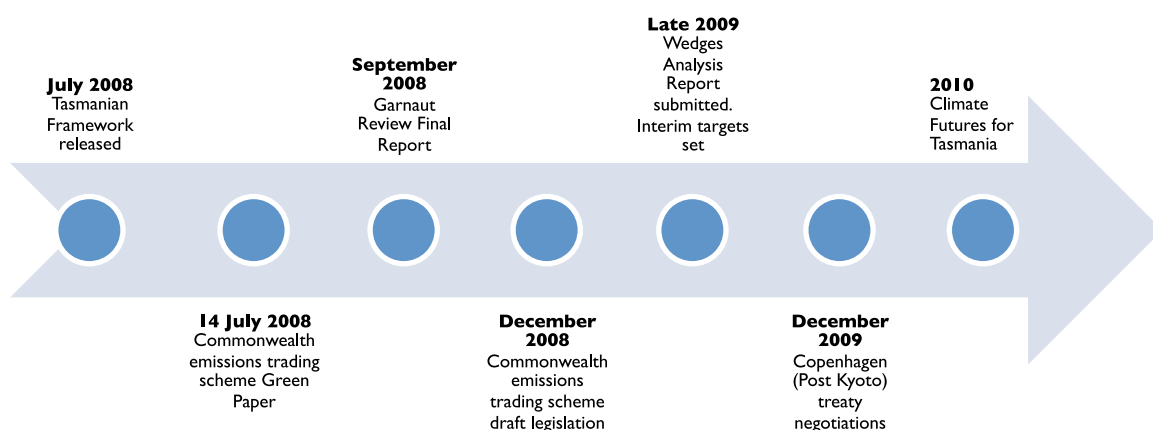 July 2008
Tasmanian
Framework
released
14 July 2008
Commonwealth
emissions trading
scheme Green
Paper
September
2008
Garnaut
Review Final
Report
December
2008
Commonwealth
emissions
trading scheme
draft legislation
Late 2009
Wedges
Analysis
Report
submitted.
Interim targets
set
December
2009
Copenhagen
(Post Kyoto)
treaty
negotiations
2010
Climate
Futures for
Tasmania